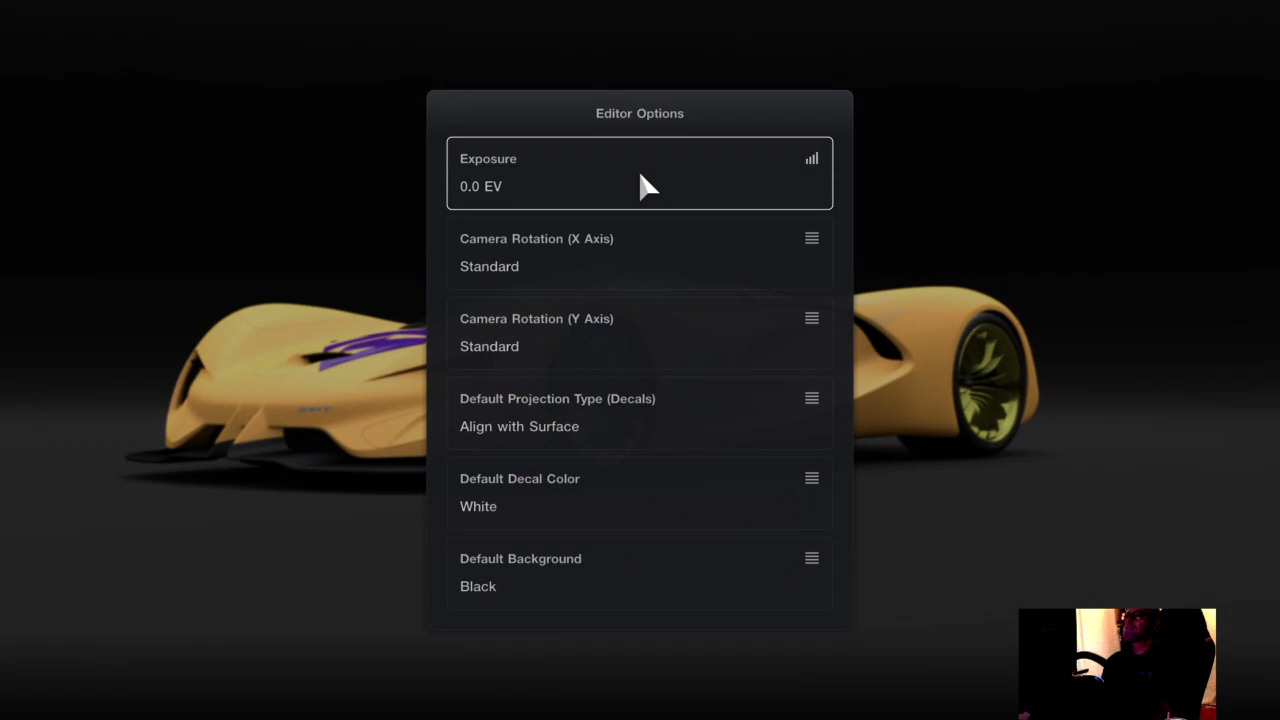 Editor Options
Exposure
0.0 EV
Camera Rotation (X Axis)
Standard
Camera Rotation (Y Axis)
Standard
Default Projection Type (Decals)
Align with Surface
Default Decal Color
White
Default Background
Black